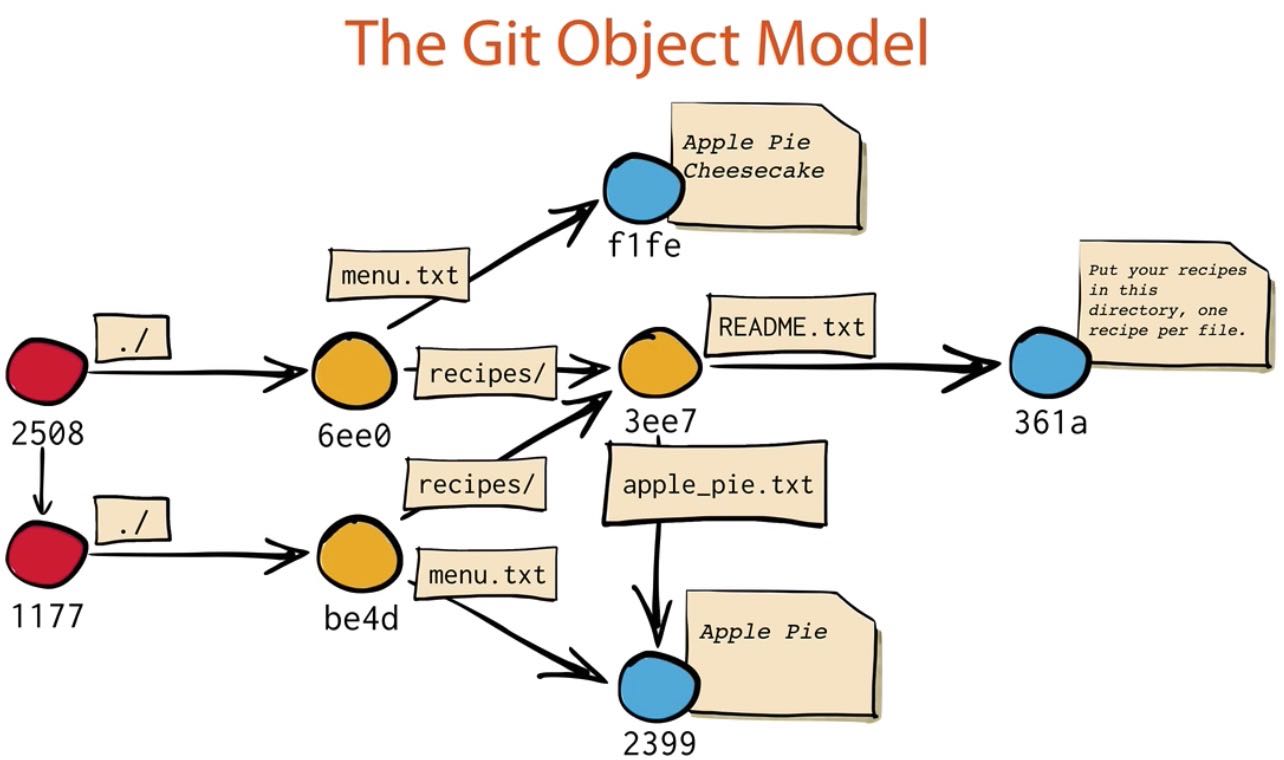 The Git Object Model
Apple Pie
Cheesecake
f1fe
menu.txt
Put your recipes
in this
directory, one
recipe per file.
./
recipes/
README.txt
2508
6ee0
3ee7
361a
recipes/
apple_pie.txt
./
menu.txt
1177
be4d
Apple Pie
2399